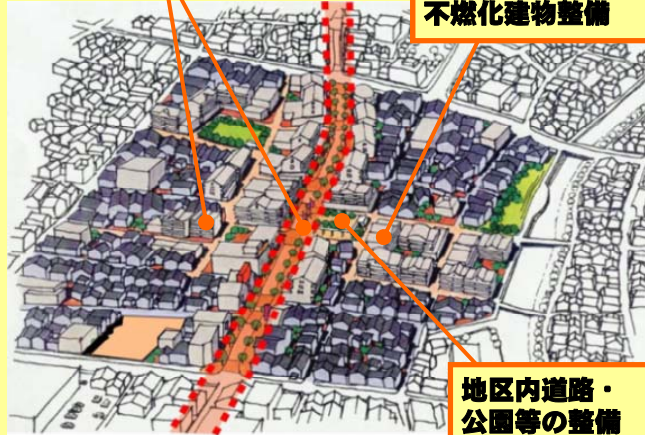 不燃化建物整備
地区内道路・
公園等の整備